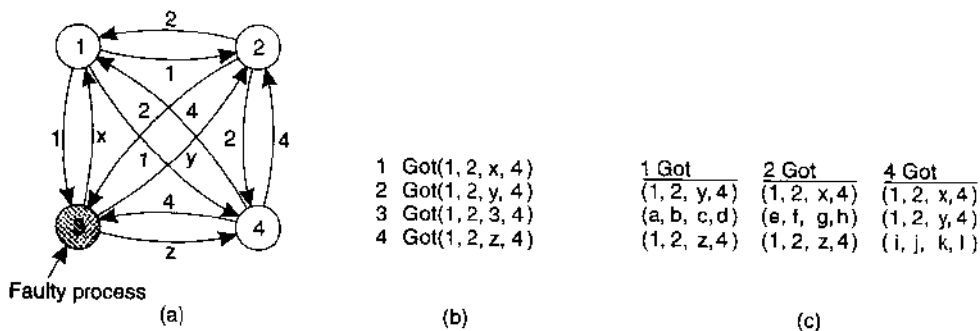 2
1
2
1
2
4
1
x
1
y
2
4
4
3
4
z
Faulty process
(a)
1 Got(1, 2, x, 4)
2 Got(1, 2, y, 4)
3 Got(1, 2, 3, 4)
4 Got(1, 2, z, 4)
(b)
1 Got 2 Got 4 Got
(1, 2, y, 4) (1, 2, x, 4) (1, 2, x, 4)
(a, b, c, d) (e, f, g, h) (1, 2, y, 4)
(1, 2, z, 4) (1, 2, z, 4) (i, j, k, l)
(c)